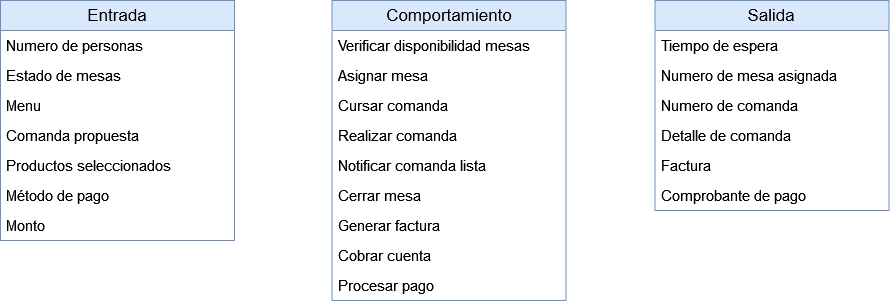 Entrada
Numero de personas
Estado de mesas
Menu
Comanda propuesta
Productos seleccionados
Método de pago
Monto
Comportamiento
Verificar disponibilidad mesas
Asignar mesa
Cursar comanda
Realizar comanda
Notificar comanda lista
Cerrar mesa
Generar factura
Cobrar cuenta
Procesar pago
Salida
Tiempo de espera
Numero de mesa asignada
Numero de comanda
Detalle de comanda
Factura
Comprobante de pago